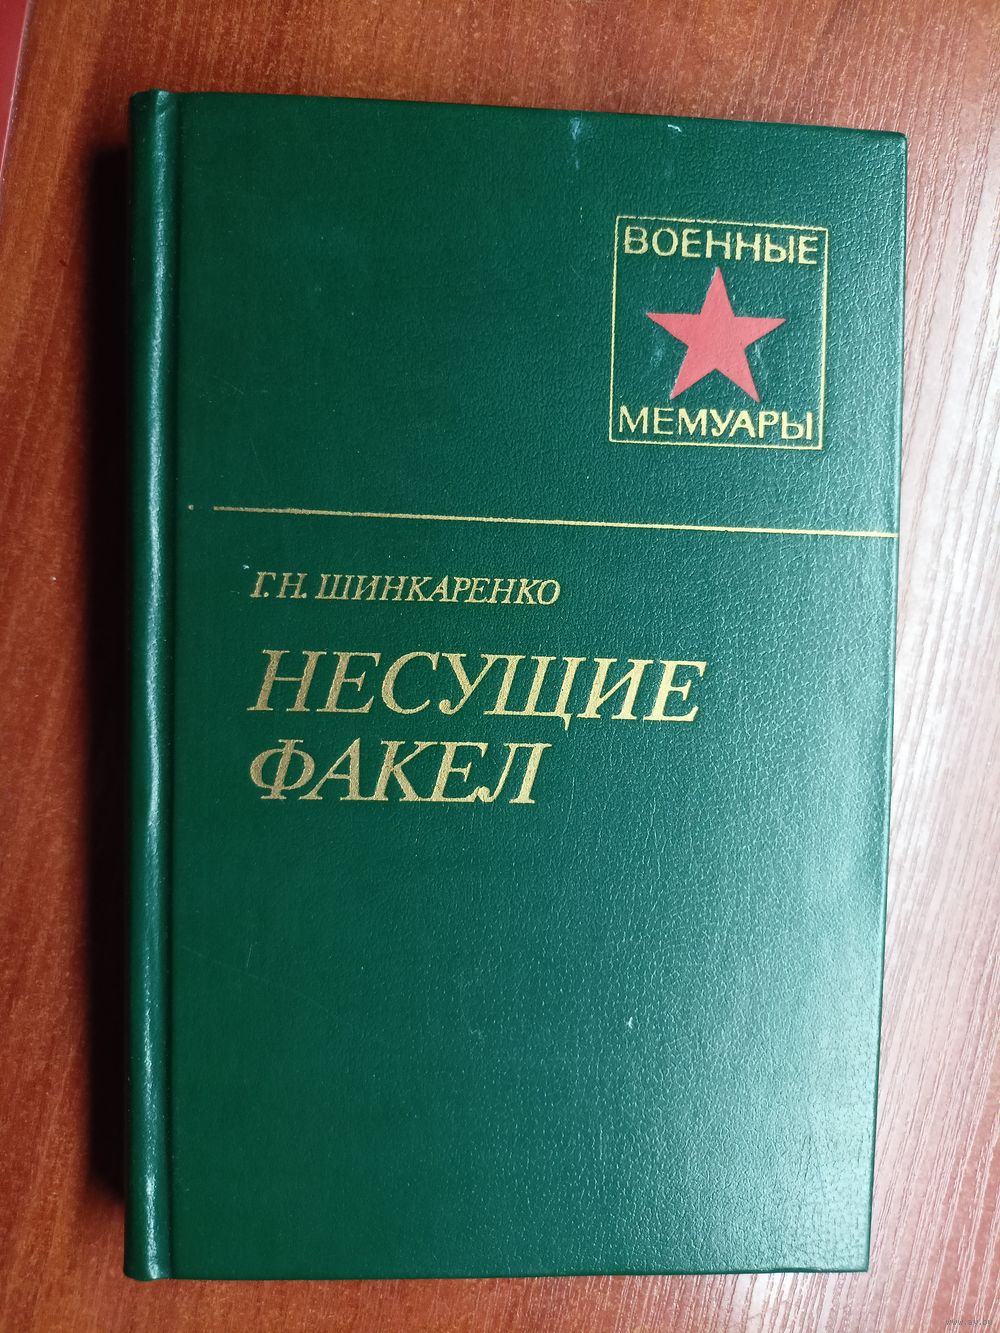 ВОЕННЫЕ
МЕМУАРЫ
Г. Н. ШИНКАРЕНКО
НЕСУЩИЕ
ФАКЕЛ